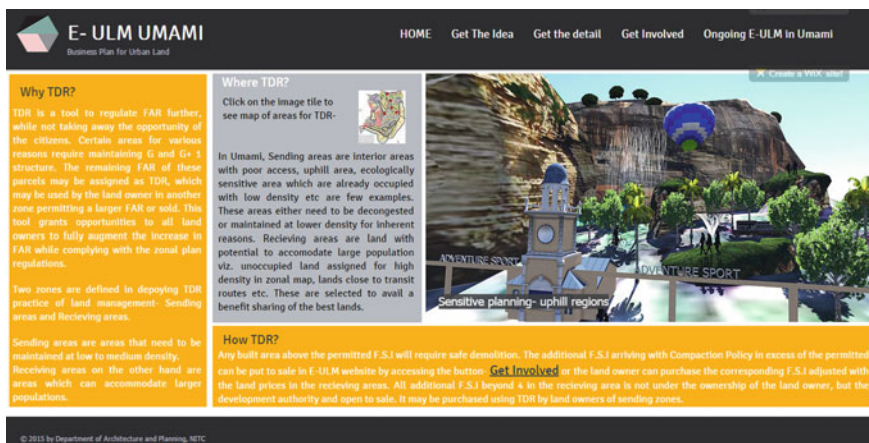 E- ULM UMAMI
Business Plan for Urban Land
HOME Get The Idea Get the detail Get Involved Ongoing E-ULM in Umami
Create a WiX site!
Why TDR?
TDR is a tool to regulate FAR further,
while not taking away the opportunity of
the citizens. Certain areas for various
reasons require maintaining G and G+ 1
structure. The remaining FAR of these
parcels may be assigned as TDR, which
may be used by the land owner in another
zone permitting a larger FAR or sold. This
tool grants opportunities to all land
owners to fully augment the increase in
FAR while complying with the zonal plan
regulations.
Two zones are defined in depoying TDR
practice of land management- Sending
areas and Recieving areas.
Sending areas are areas that need to be
maintained at low to medium density.
Receiving areas on the other hand are
areas which can accommodate larger
populations.
Where TDR?
Click on the image tile to
see map of areas for TDR-
In Umami, Sending areas are interior areas
with poor access, uphill area, ecologically
sensitive area which are already occupied
with low density etc are few examples.
These areas either need to be decongested
or maintained at lower density for inherent
reasons. Recieving areas are land with
potential to accomodate large population
viz. unoccupied land assigned for high
density in zonal map, lands close to transit
routes etc. These are selected to avail a
benefit sharing of the best lands.
ADVENTURE SPORT
ADVENTURE SPORT
Sensitive planning- uphill regions
How TDR?
Any built area above the permitted F.S.I will require safe demolition. The additional F.S.I arriving with Compaction Policy in excess of the permitted
can be put to sale in E-ULM website by accessing the button- Get Involved or the land owner can purchase the corresponding F.S.I adjusted with
the land prices in the recieving areas. All additional F.S.I beyond 4 in the recieving area is not under the ownership of the land owner, but the
development authority and open to sale. It may be purchased using TDR by land owners of sending zones.
© 2015 by Department of Architecture and Planning, NITC